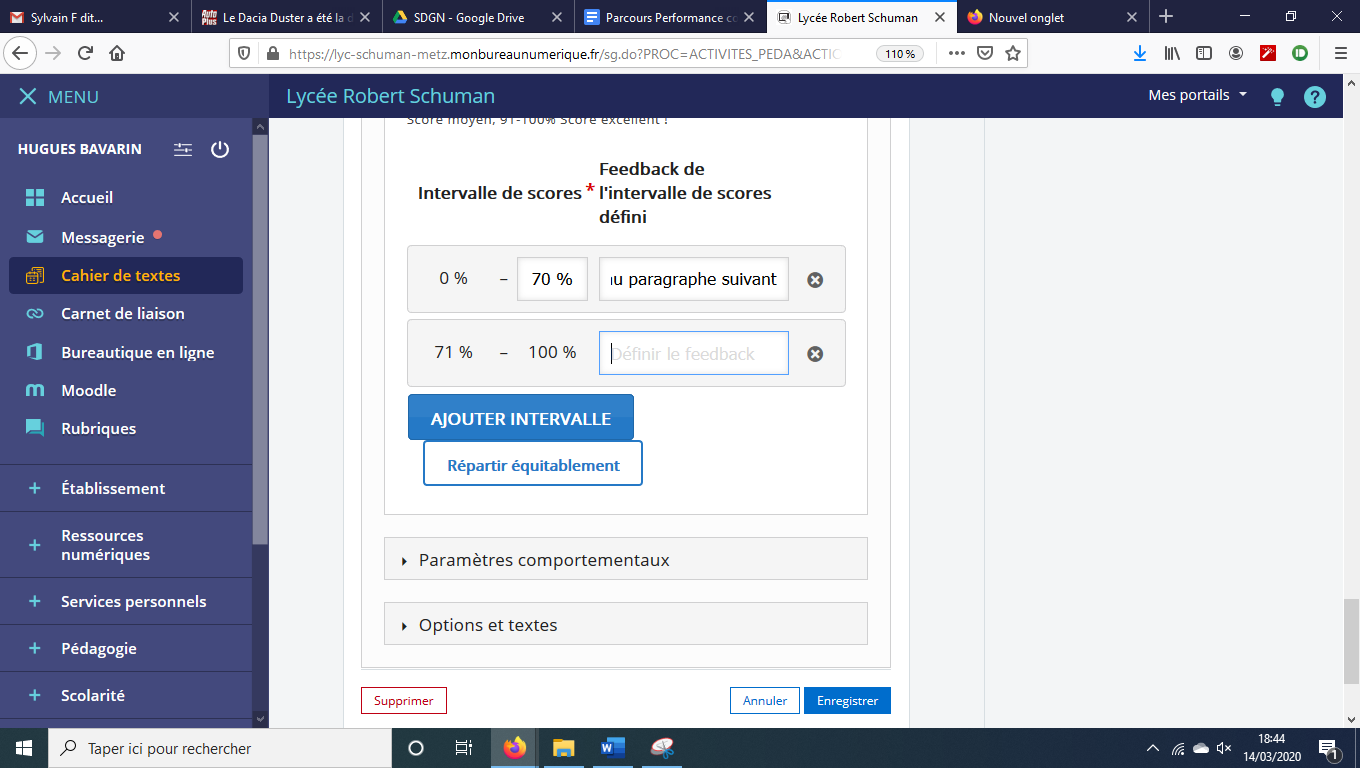 Sylvain F dit...
Le Dacia Duster a été la d
SDGN - Google Drive
Parcours Performance co
Lycée Robert Schuman
Nouvel onglet
https://lyc-schuman-metz.monbureaunumerique.fr/sg.do?PROC=ACTIVITES_PEDA&ACTIO
110 %
MENU
Lycée Robert Schuman
Mes portails
HUGUES BAVARIN
Accueil
Messagerie
Cahier de textes
Carnet de liaison
Bureautique en ligne
Moodle
Rubriques
Établissement
Ressources
numériques
Services personnels
Pédagogie
Scolarité
Score moyen, 91-100% Score excellent !
Intervalle de scores *
Feedback de
l'intervalle de scores
défini
0 % – 70 % au paragraphe suivant
71 % – 100 % Définir le feedback
AJOUTER INTERVALLE
Répartir équitablement
Paramètres comportementaux
Options et textes
Supprimer
Annuler
Enregistrer
Taper ici pour rechercher
18:44
14/03/2020
1